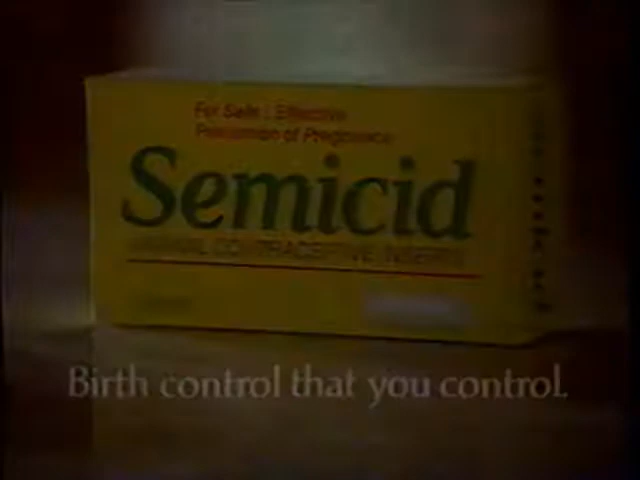 For Safe, Effective
Prevention of Pregnancy
Semicid
VAGINAL CONTRACEPTIVE INSERTS
Birth control that you control.